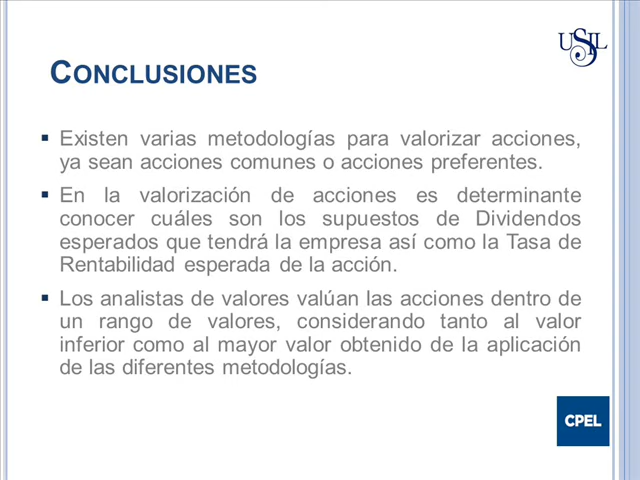 USIL
CONCLUSIONES
Existen varias metodologías para valorizar acciones,
ya sean acciones comunes o acciones preferentes.
En la valorización de acciones es determinante
conocer cuáles son los supuestos de Dividendos
esperados que tendrá la empresa así como la Tasa de
Rentabilidad esperada de la acción.
Los analistas de valores valúan las acciones dentro de
un rango de valores, considerando tanto al valor
inferior como al mayor valor obtenido de la aplicación
de las diferentes metodologías.
CPEL